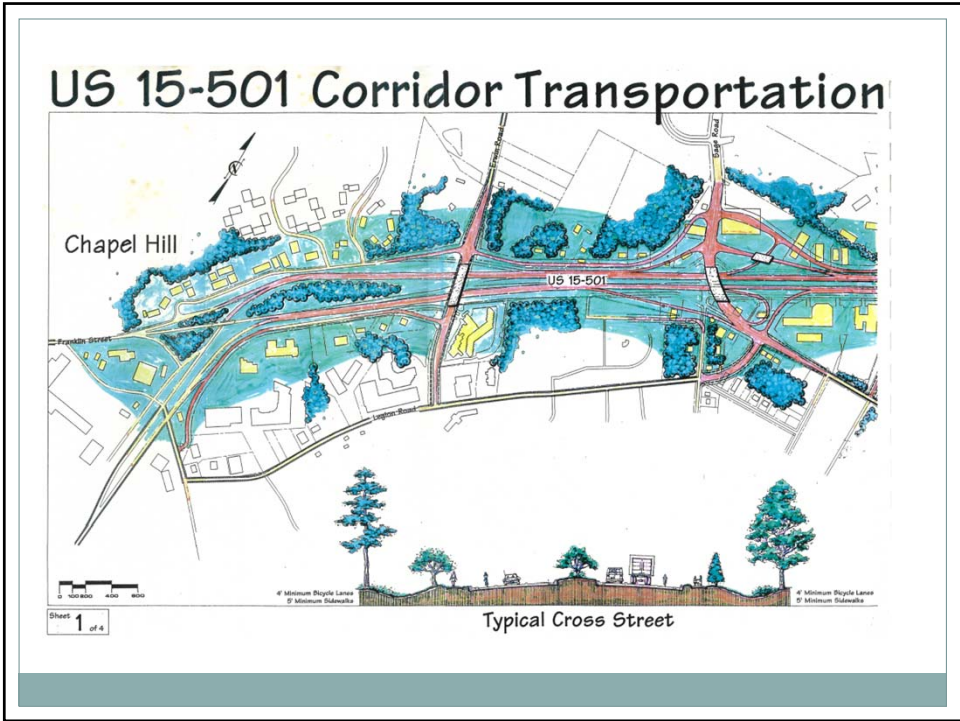 US 15-501 Corridor Transportation
Erwin Road
Sage Road
Chapel Hill
US 15-501
Franklin Street
Legion Road
0 100 200 400 600
4' Minimum Bicycle Lanes
5' Minimum Sidewalks
4' Minimum Bicycle Lanes
5' Minimum Sidewalks
Sheet 1 of 4
Typical Cross Street